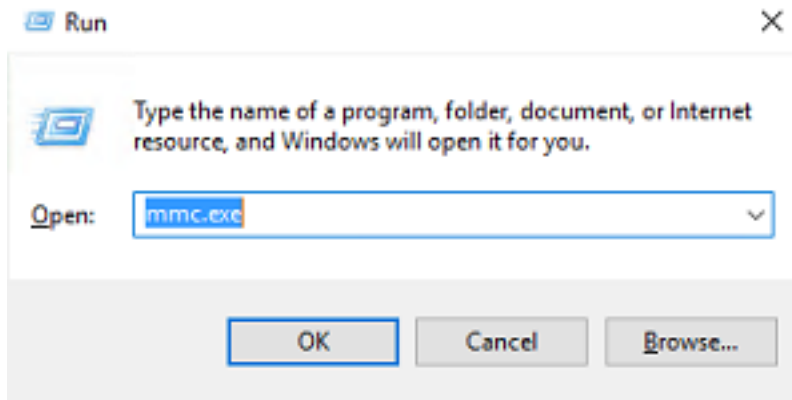 Run
Type the name of a program, folder, document, or Internet
resource, and Windows will open it for you.
Open: mmc.exe
OK Cancel Browse...